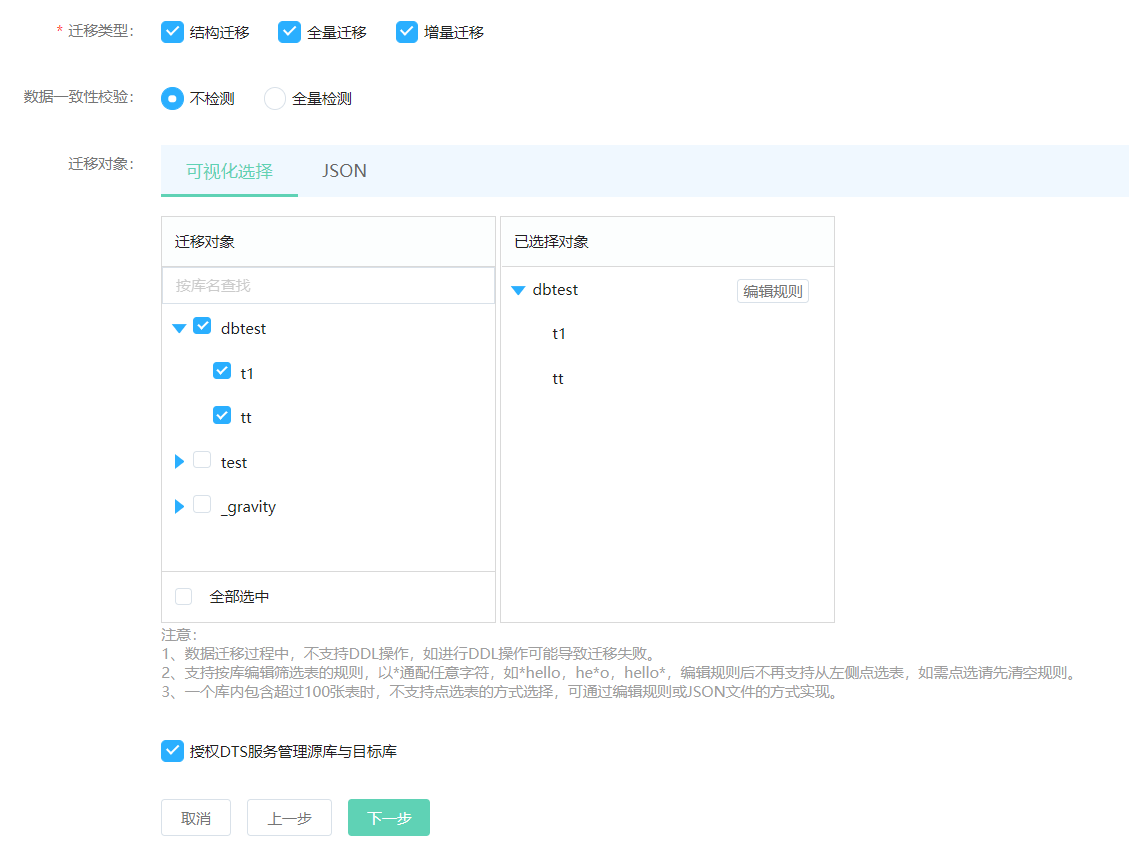 * 迁移类型： 结构迁移 全量迁移 增量迁移
数据一致性校验： 不检测 全量检测
迁移对象： 可视化选择 JSON
迁移对象 已选择对象
按库名查找
dbtest
t1
tt
test
_gravity
全部选中
dbtest 编辑规则
t1
tt
注意：
1、数据迁移过程中，不支持DDL操作，如进行DDL操作可能导致迁移失败。
2、支持按库编辑筛选表的规则，以*通配任意字符，如*hello，he*o，hello*，编辑规则后不再支持从左侧点选表，如需点选请先清空规则。
3、一个库内包含超过100张表时，不支持点选表的方式选择，可通过编辑规则或JSON文件的方式实现。
授权DTS服务管理源库与目标库
取消 上一步 下一步